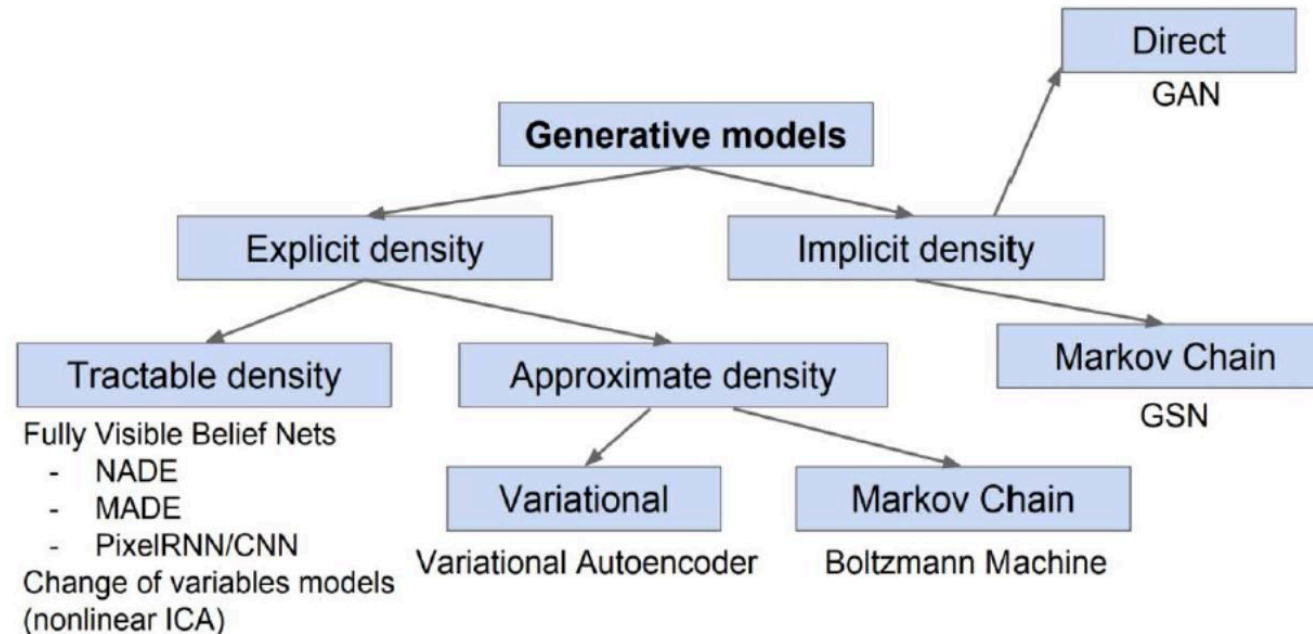 Direct
GAN
Generative models
Explicit density
Implicit density
Tractable density
Approximate density
Markov Chain
GSN
Fully Visible Belief Nets
- NADE
- MADE
- PixelRNN/CNN
Change of variables models
(nonlinear ICA)
Variational
Markov Chain
Variational Autoencoder
Boltzmann Machine